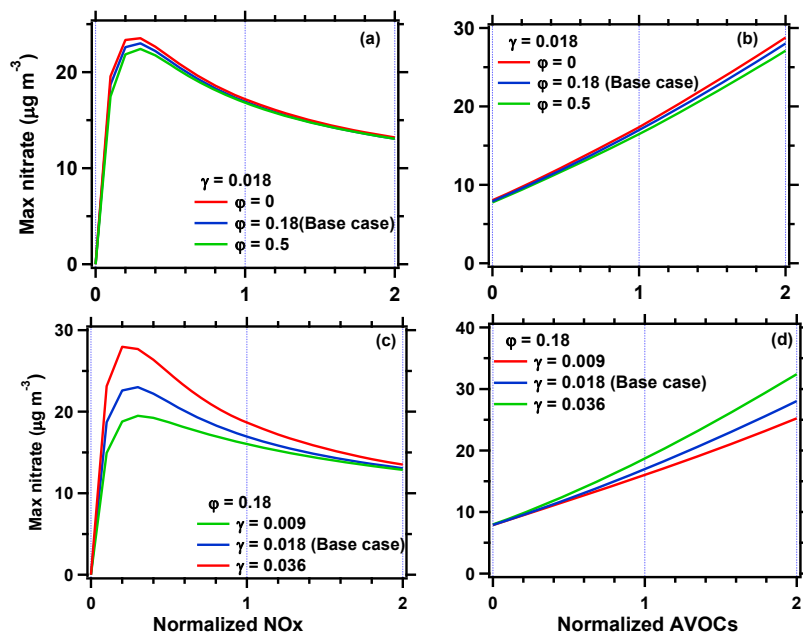 (a)
Max nitrate (μg m⁻³)
20
10
0
γ = 0.018
φ = 0
φ = 0.18(Base case)
φ = 0.5
0
1
2
(b)
30
20
10
0
γ = 0.018
φ = 0
φ = 0.18 (Base case)
φ = 0.5
0
1
2
(c)
Max nitrate (μg m⁻³)
30
20
10
0
φ = 0.18
γ = 0.009
γ = 0.018 (Base case)
γ = 0.036
0
1
2
Normalized NOx
(d)
40
30
20
10
0
φ = 0.18
γ = 0.009
γ = 0.018 (Base case)
γ = 0.036
0
1
2
Normalized AVOCs